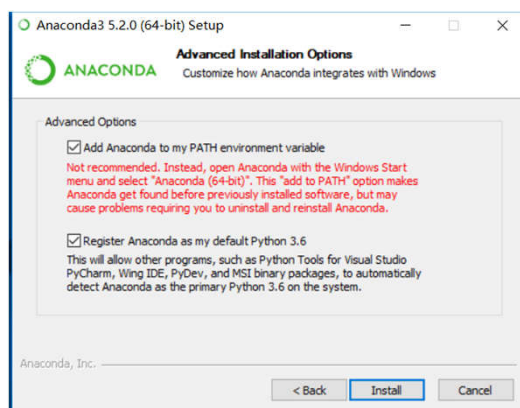 Anaconda3 5.2.0 (64-bit) Setup
Advanced Installation Options
ANACONDA
Customize how Anaconda integrates with Windows
Advanced Options
Add Anaconda to my PATH environment variable
Not recommended. Instead, open Anaconda with the Windows Start
menu and select "Anaconda (64-bit)". This "add to PATH" option makes
Anaconda get found before previously installed software, but may
cause problems requiring you to uninstall and reinstall Anaconda.
Register Anaconda as my default Python 3.6
This will allow other programs, such as Python Tools for Visual Studio
PyCharm, Wing IDE, PyDev, and MSI binary packages, to automatically
detect Anaconda as the primary Python 3.6 on the system.
Anaconda, Inc.
< Back
Install
Cancel